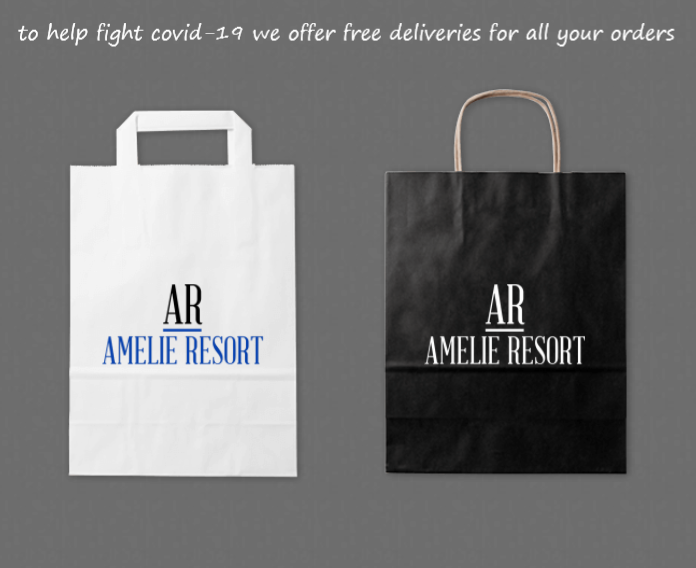 to help fight covid-19 we offer free deliveries for all your orders
AR
AMELIE RESORT
AR
AMELIE RESORT